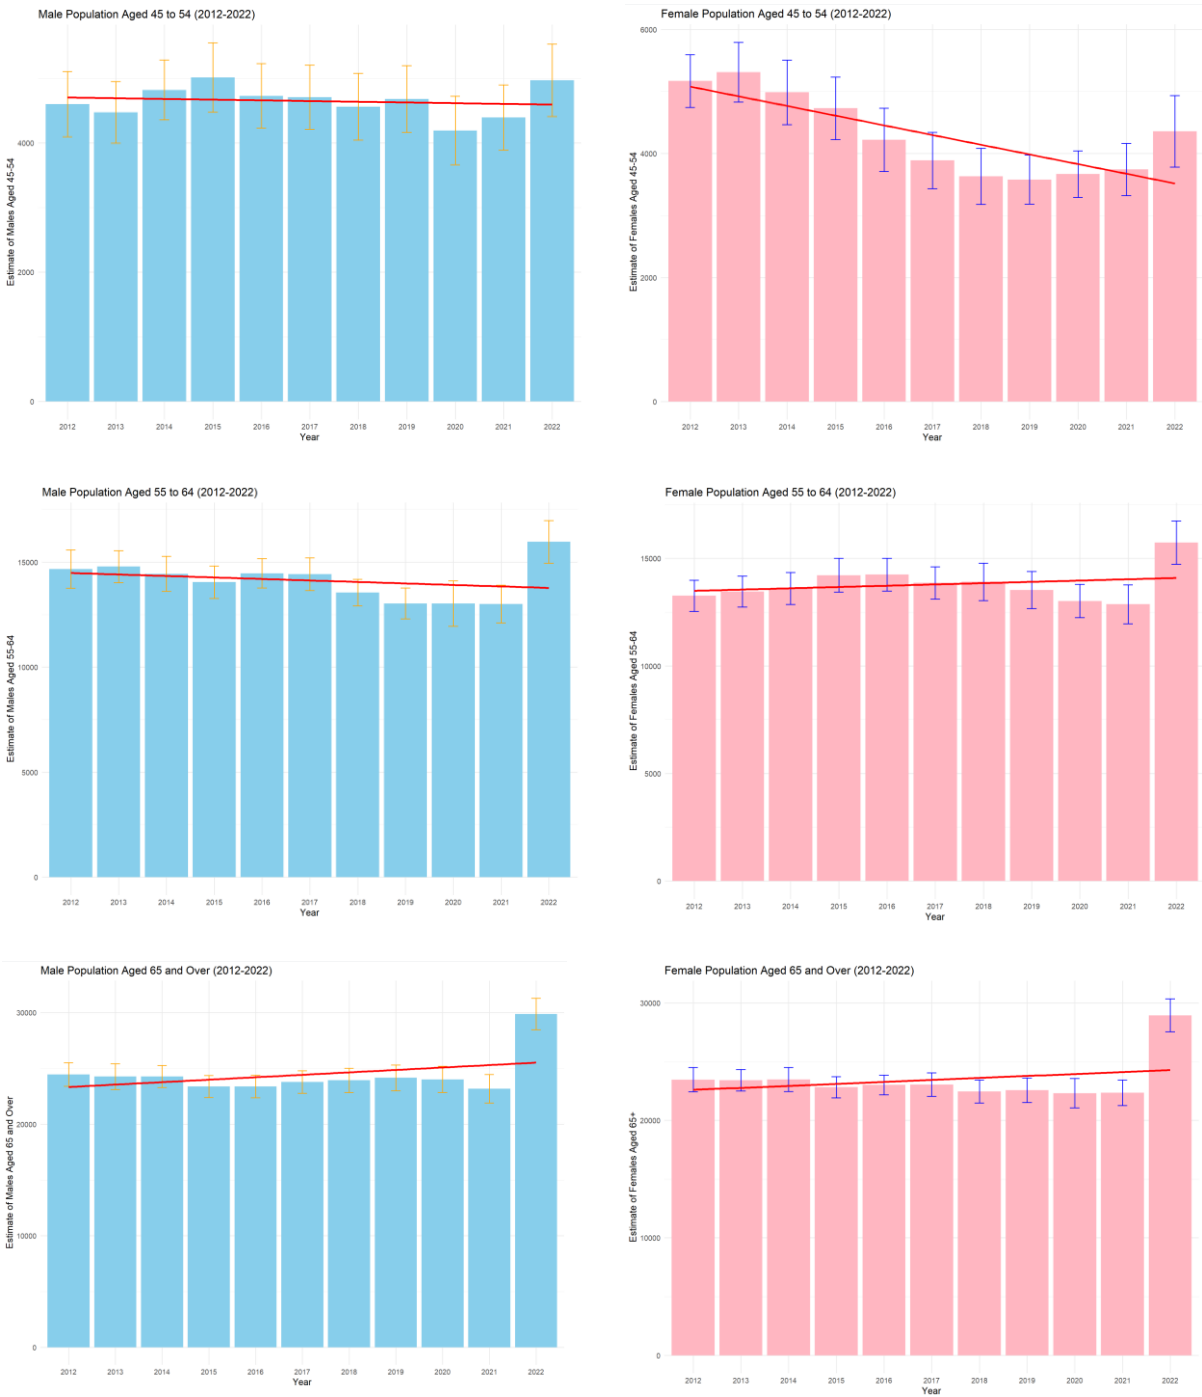 Male Population Aged 45 to 54 (2012-2022)
Estimate of Males Aged 45-54
4000
2000
0
2012 2013 2014 2015 2016 2017 2018 2019 2020 2021 2022
Year
Female Population Aged 45 to 54 (2012-2022)
Estimate of Females Aged 45-54
6000
4000
2000
0
2012 2013 2014 2015 2016 2017 2018 2019 2020 2021 2022
Year
Male Population Aged 55 to 64 (2012-2022)
Estimate of Males Aged 55-64
15000
10000
5000
0
2012 2013 2014 2015 2016 2017 2018 2019 2020 2021 2022
Year
Female Population Aged 55 to 64 (2012-2022)
Estimate of Females Aged 55-64
15000
10000
5000
0
2012 2013 2014 2015 2016 2017 2018 2019 2020 2021 2022
Year
Male Population Aged 65 and Over (2012-2022)
Estimate of Males Aged 65 and Over
30000
20000
10000
0
2012 2013 2014 2015 2016 2017 2018 2019 2020 2021 2022
Year
Female Population Aged 65 and Over (2012-2022)
Estimate of Females Aged 65+
30000
20000
10000
0
2012 2013 2014 2015 2016 2017 2018 2019 2020 2021 2022
Year